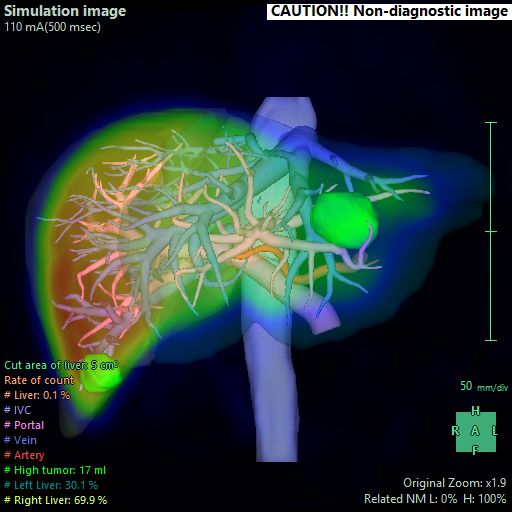 Simulation image
CAUTION!! Non-diagnostic image
110 mA(500 msec)
Cut area of liver: 5 cm²
Rate of count
# Liver: 0.1 %
# IVC
# Portal
# Vein
# Artery
# High tumor: 17 ml
# Left Liver: 30.1 %
# Right Liver: 69.9 %
50 mm/div
H
R A L
F
Original Zoom: x1.9
Related NM L: 0% H: 100%